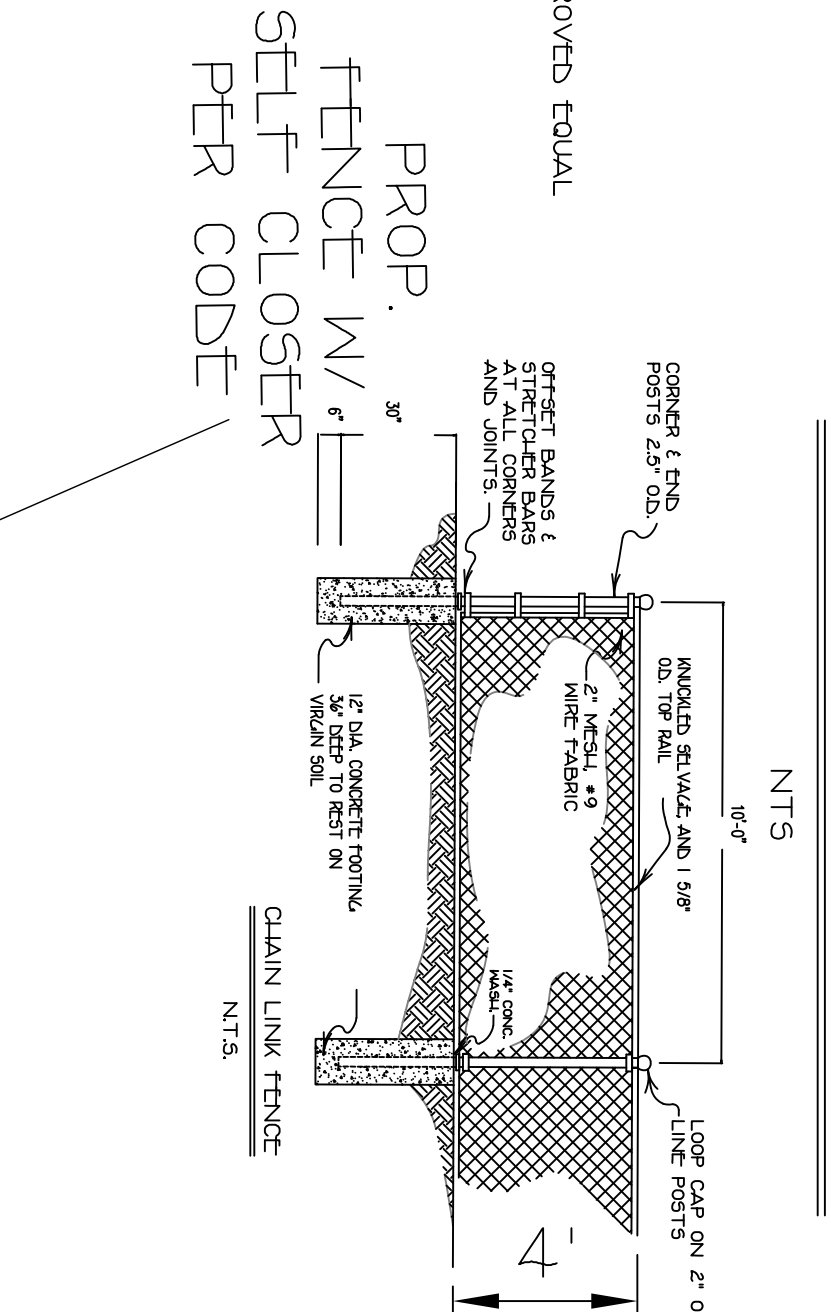 ROVED EQUAL
NTS
10'-0"
CORNER & END
POSTS 2.5" O.D.
KNUCKLED SELVAGE, AND 1 5/8"
O.D. TOP RAIL
LOOP CAP ON 2" O
LINE POSTS
OFFSET BANDS &
STRETCHER BARS
AT ALL CORNERS
AND JOINTS.
2" MESH, #9
WIRE FABRIC
1/4" CONC.
WASH.
4'
30"
6"
12" DIA. CONCRETE FOOTING
36" DEEP TO REST ON
VIRGIN SOIL
PROP.
FENCE W/
SELF CLOSER
PER CODE
CHAIN LINK FENCE
N.T.S.